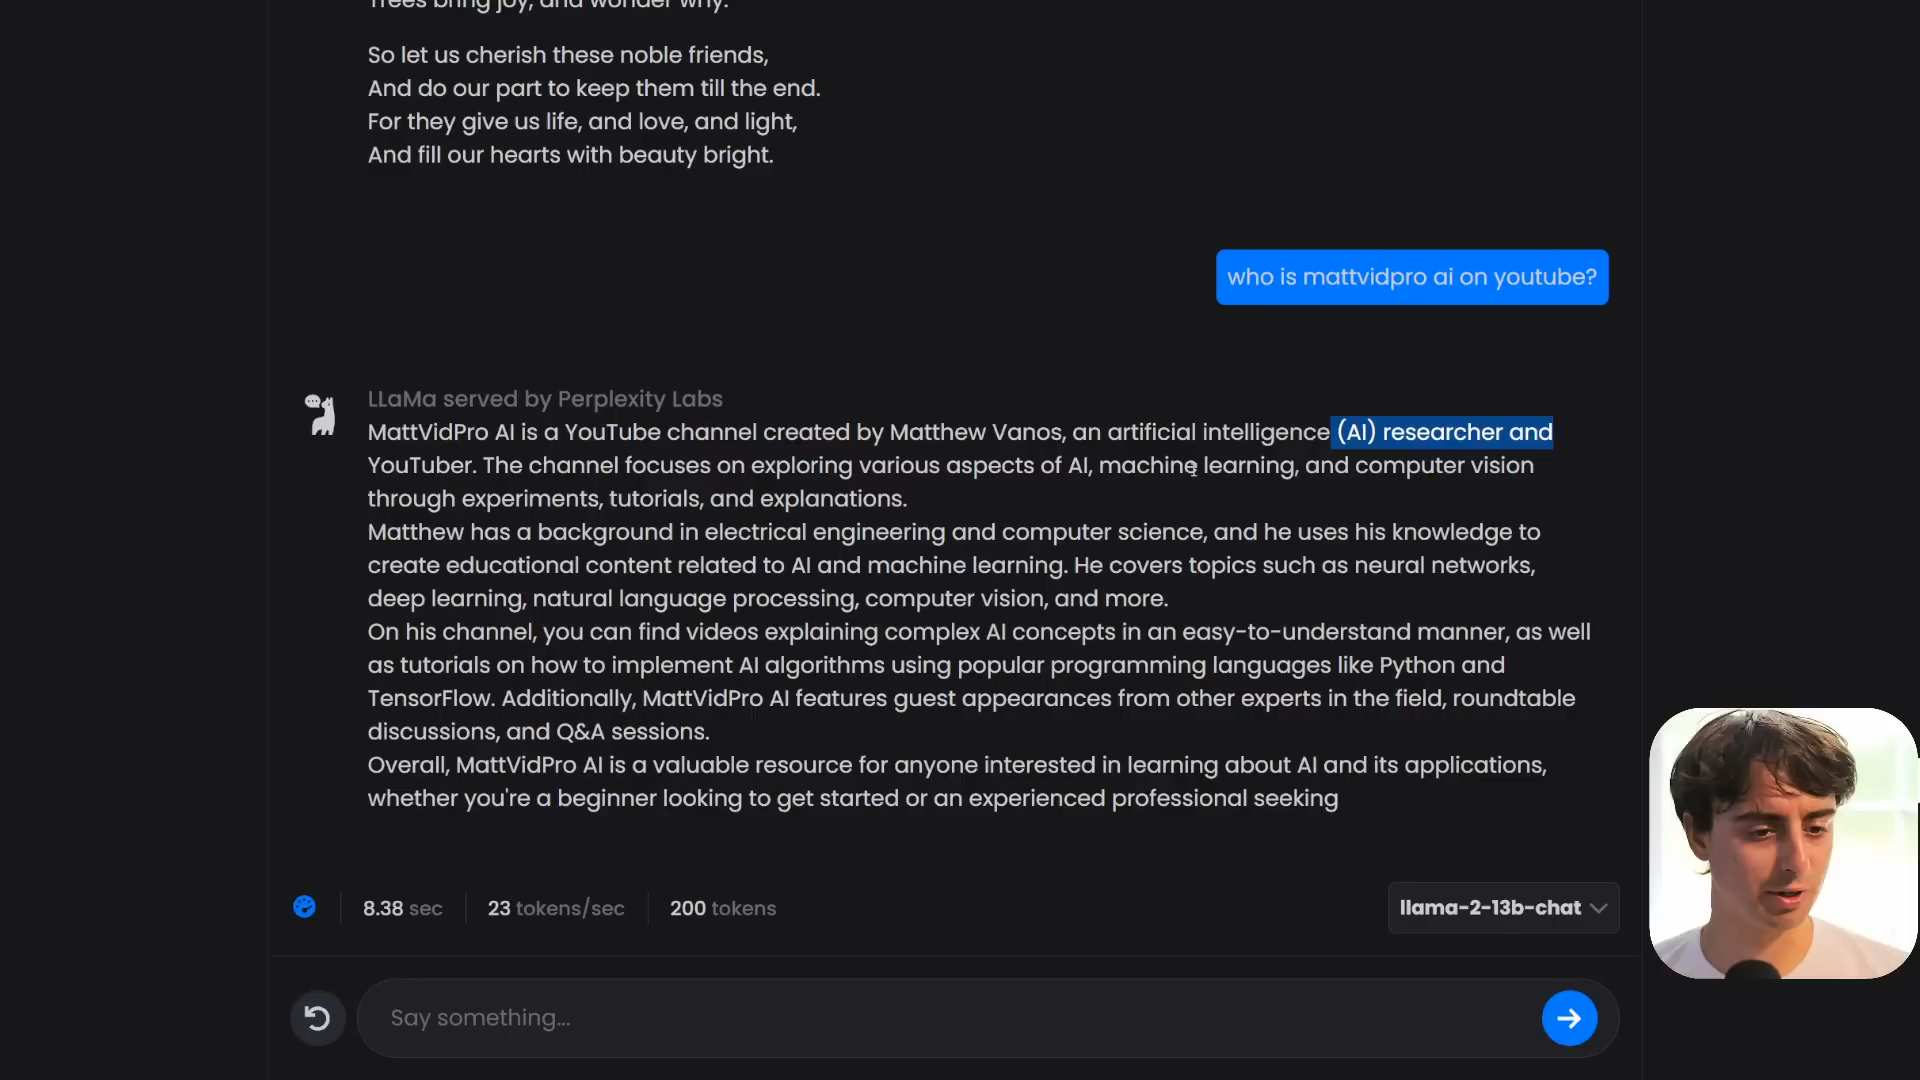 Trees bring joy, and wonder why.
So let us cherish these noble friends,
And do our part to keep them till the end.
For they give us life, and love, and light,
And fill our hearts with beauty bright.
who is mattvidpro ai on youtube?
LLaMa served by Perplexity Labs
MattVidPro AI is a YouTube channel created by Matthew Vanos, an artificial intelligence (AI) researcher and
YouTuber. The channel focuses on exploring various aspects of AI, machine learning, and computer vision
through experiments, tutorials, and explanations.
Matthew has a background in electrical engineering and computer science, and he uses his knowledge to
create educational content related to AI and machine learning. He covers topics such as neural networks,
deep learning, natural language processing, computer vision, and more.
On his channel, you can find videos explaining complex AI concepts in an easy-to-understand manner, as well
as tutorials on how to implement AI algorithms using popular programming languages like Python and
TensorFlow. Additionally, MattVidPro AI features guest appearances from other experts in the field, roundtable
discussions, and Q&A sessions.
Overall, MattVidPro AI is a valuable resource for anyone interested in learning about AI and its applications,
whether you're a beginner looking to get started or an experienced professional seeking
8.38 sec 23 tokens/sec 200 tokens llama-2-13b-chat
Say something...